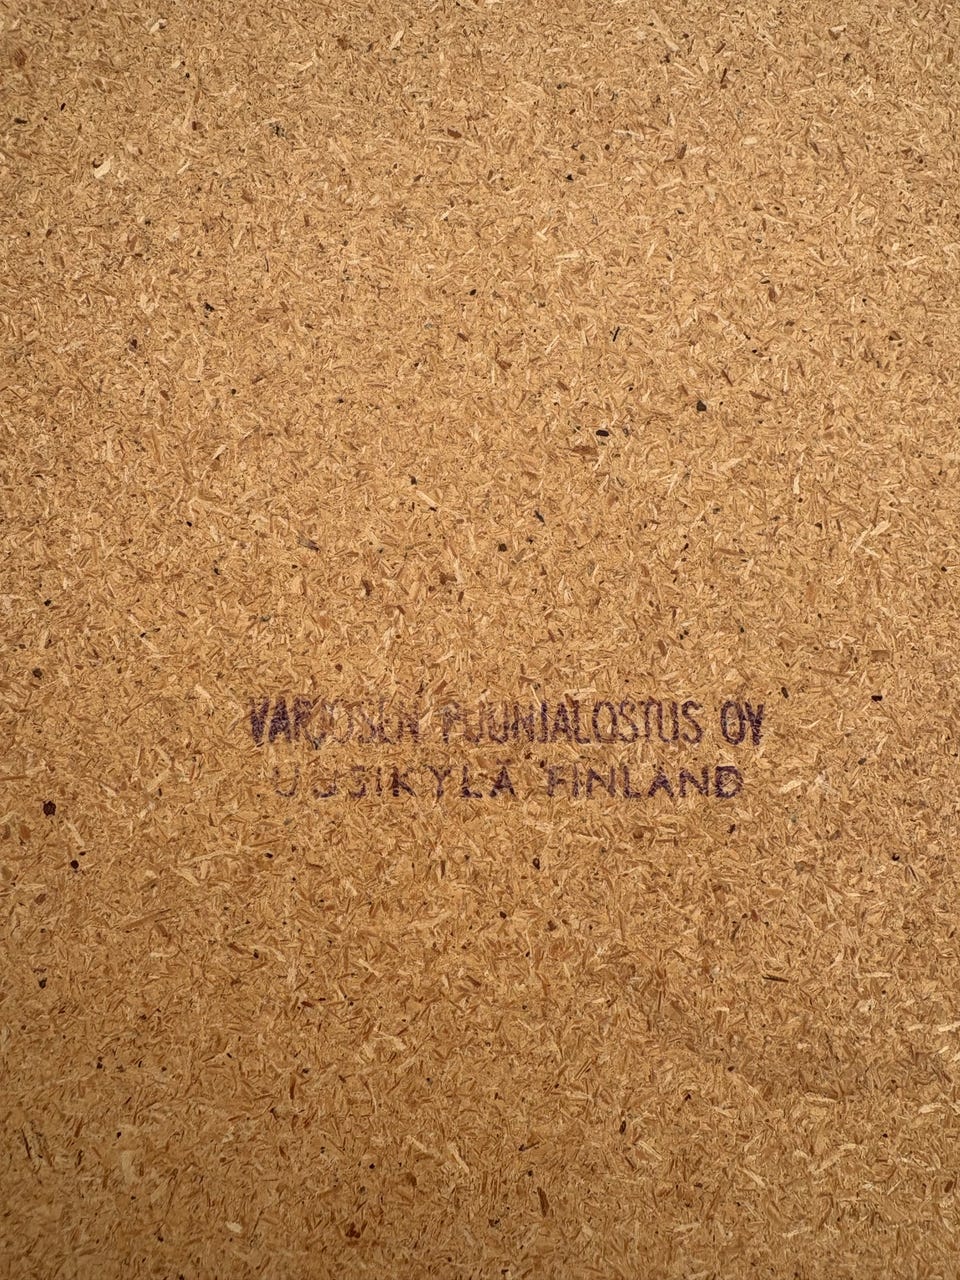 VARJOSEN PUUNJALOSTUS OY
UUSIKYLÄ FINLAND